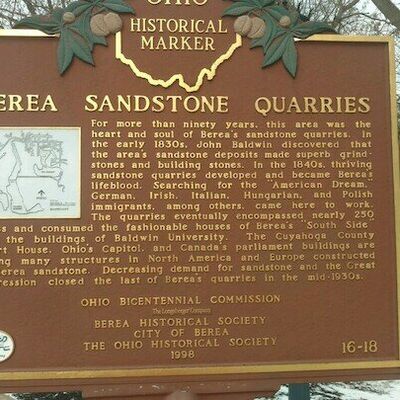 OHIO
HISTORICAL
MARKER
EREA SANDSTONE QUARRIES
For more than ninety years, this area was the
heart and soul of Berea's sandstone quarries. In
the early 1830s, John Baldwin discovered that
the area's sandstone deposits made superb grind-
stones and building stones. In the 1840s, thriving
sandstone quarries developed and became Berea's
lifeblood. Searching for the "American Dream,"
German, Irish, Italian, Hungarian, and Polish
immigrants, among others, came here to work.
The quarries eventually encompassed nearly 250
s and consumed the fashionable houses of Berea's "South Side"
the buildings of Baldwin University. The Cuyahoga County
rt House, Ohio's Capitol, and Canada's parliament buildings are
ng many structures in North America and Europe constructed
Berea sandstone. Decreasing demand for sandstone and the Great
ression closed the last of Berea's quarries in the mid-1930s.
OHIO BICENTENNIAL COMMISSION
The Longaberger Company
BEREA HISTORICAL SOCIETY
CITY OF BEREA
THE OHIO HISTORICAL SOCIETY
1998
16-18